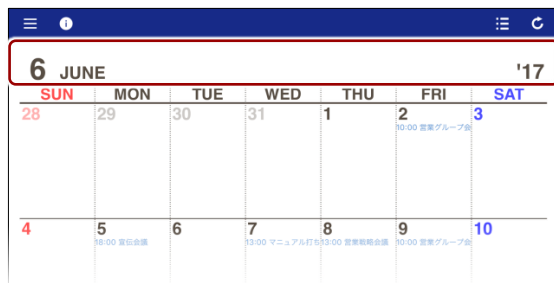 6 JUNE '17
SUN MON TUE WED THU FRI SAT
28 29 30 31 1 2 3
10:00 営業グループ会
4 5 6 7 8 9 10
18:00 宣伝会議 13:00 マニュアル打ち 13:00 営業戦略会議 10:00 営業グループ会